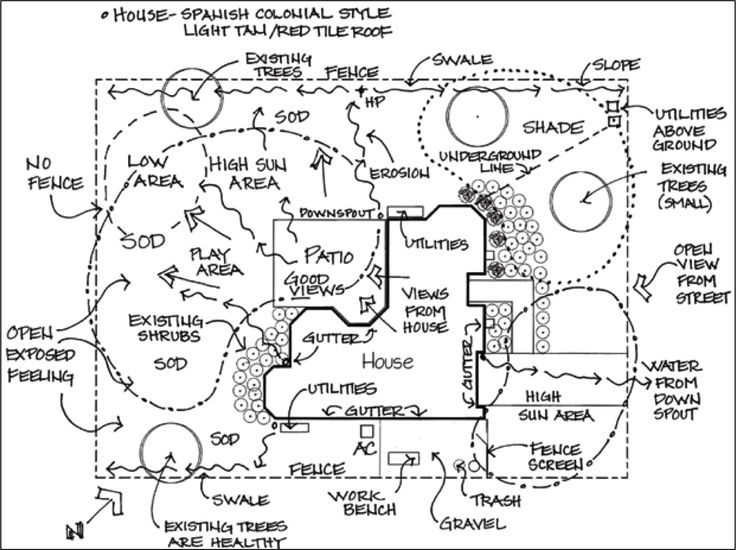 House- Spanish Colonial Style
Light Tan/Red Tile Roof
Existing
Trees
Fence
Swale
Slope
HP
Sod
Shade
Utilities
Above
Ground
No
Fence
Low
Area
High Sun
Area
Erosion
Underground
Line
Existing
Trees
(Small)
Sod
Downspout
Utilities
Play
Area
Patio
Good
Views
Views
From
House
Open
View
From
Street
Open
Exposed
Feeling
Existing
Shrubs
Sod
Gutter
House
Gutter
Water
From
Down
Spout
Utilities
Gutter
High
Sun Area
Sod
AC
Fence
Screen
Fence
Swale
Work
Bench
Trash
Gravel
N
Existing Trees
Are Healthy